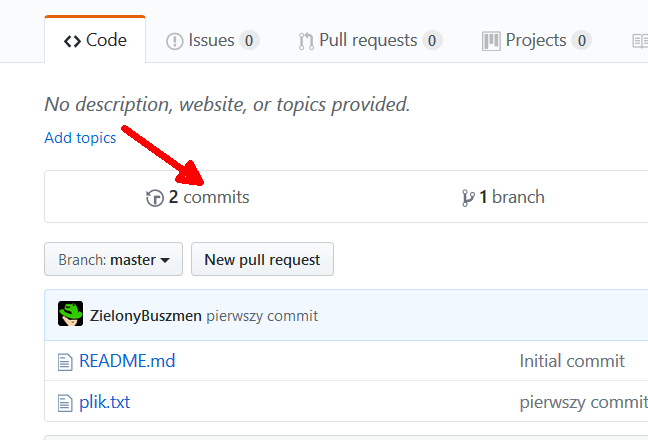 Code Issues 0 Pull requests 0 Projects 0
No description, website, or topics provided.
Add topics
2 commits 1 branch
Branch: master New pull request
ZielonyBuszmen pierwszy commit
README.md Initial commit
plik.txt pierwszy commit